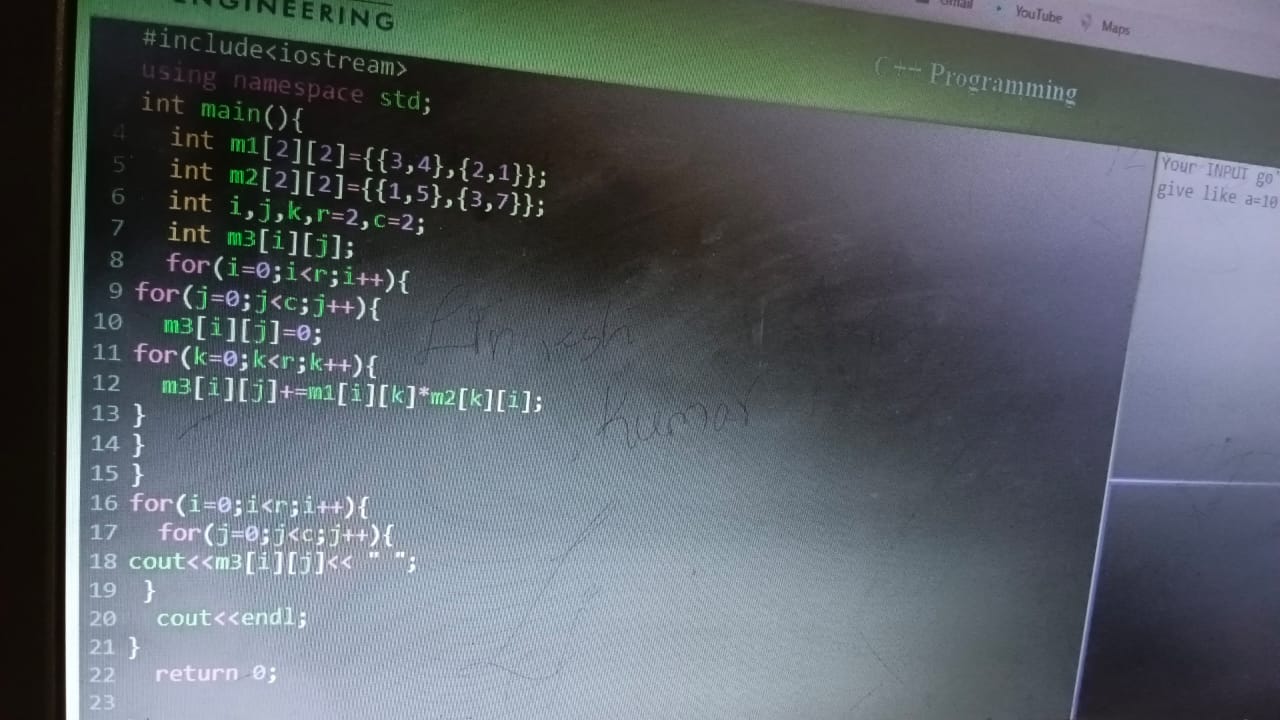 ENGINEERING
Gmail
YouTube
Maps
C++ Programming
#include<iostream>
using namespace std;
int main(){
4 int m1[2][2]={{3,4},{2,1}};
5 int m2[2][2]={{1,5},{3,7}};
6 int i,j,k,r=2,c=2;
7 int m3[i][j];
8 for(i=0;i<r;i++){
9 for(j=0;j<c;j++){
10 m3[i][j]=0;
11 for(k=0;k<r;k++){
12 m3[i][j]+=m1[i][k]*m2[k][i];
13 }
14 }
15 }
16 for(i=0;i<r;i++){
17 for(j=0;j<c;j++){
18 cout<<m3[i][j]<< " ";
19 }
20 cout<<endl;
21 }
22 return 0;
23
Your INPUT go
give like a=10
kumar